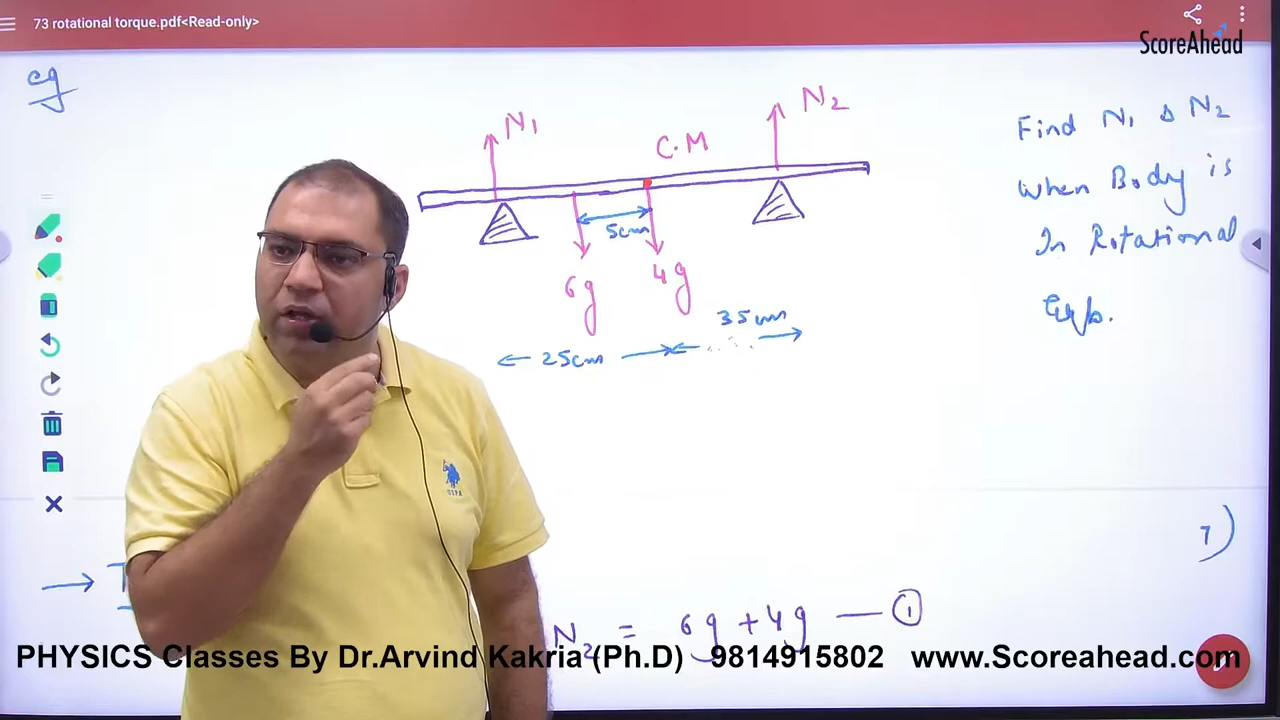 73 rotational torque.pdf<Read-only>
ScoreAhead
eg
N1
N2
C.M
Find N1 & N2
When Body is
In Rotational
Eqb.
5cm
6g
4g
35cm
25cm
7)
N2 = 6g + 4g — ①
PHYSICS Classes By Dr.Arvind Kakria (Ph.D) 9814915802 www.Scoreahead.com
USPA